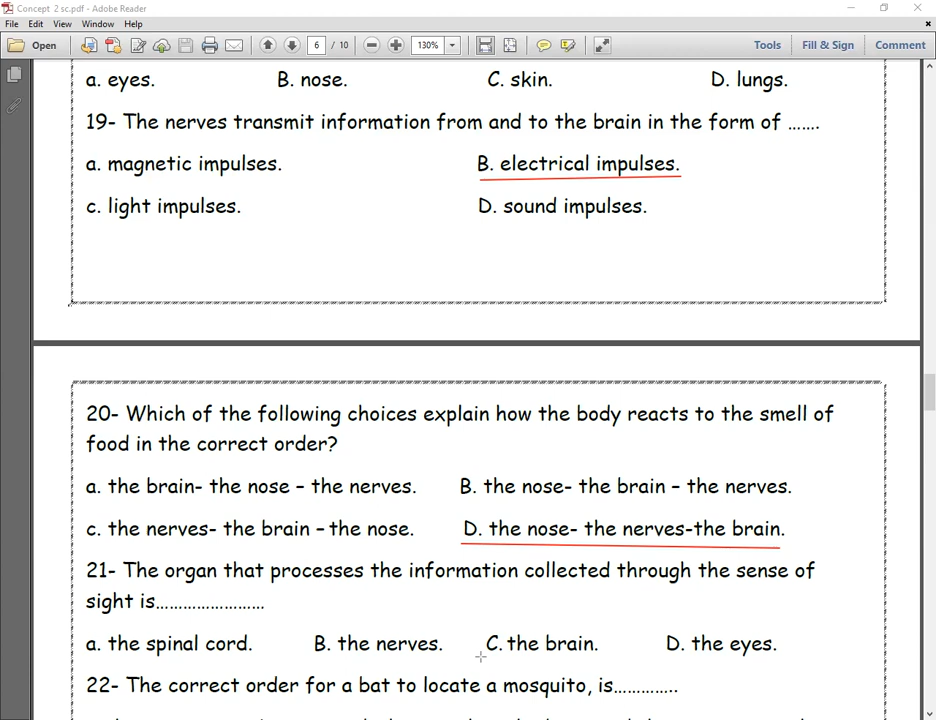 Concept  2 sc.pdf - Adobe Reader
File Edit View Window Help
Open 6 / 10 130% Tools Fill & Sign Comment
a. eyes. B. nose. C. skin. D. lungs.
19- The nerves transmit information from and to the brain in the form of …….
a. magnetic impulses. B. electrical impulses.
c. light impulses. D. sound impulses.
20- Which of the following choices explain how the body reacts to the smell of
food in the correct order?
a. the brain- the nose – the nerves. B. the nose- the brain – the nerves.
c. the nerves- the brain – the nose. D. the nose- the nerves-the brain.
21- The organ that processes the information collected through the sense of
sight is……………………
a. the spinal cord. B. the nerves. C. the brain. D. the eyes.
22- The correct order for a bat to locate a mosquito, is…………..